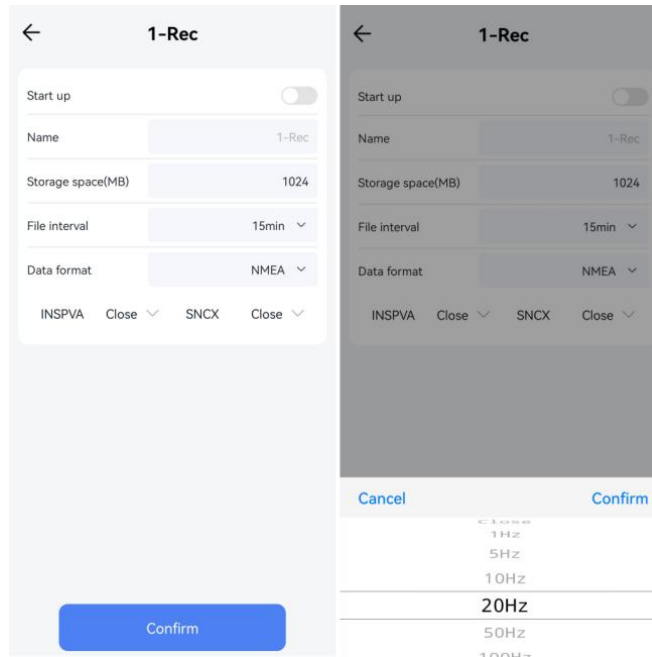 1-Rec
Start up
Name 1-Rec
Storage space(MB) 1024
File interval 15min
Data format NMEA
INSPVA Close SNCX Close
Confirm
1-Rec
Start up
Name 1-Rec
Storage space(MB) 1024
File interval 15min
Data format NMEA
INSPVA Close SNCX Close
Cancel Confirm
Close
1Hz
5Hz
10Hz
20Hz
50Hz
100Hz